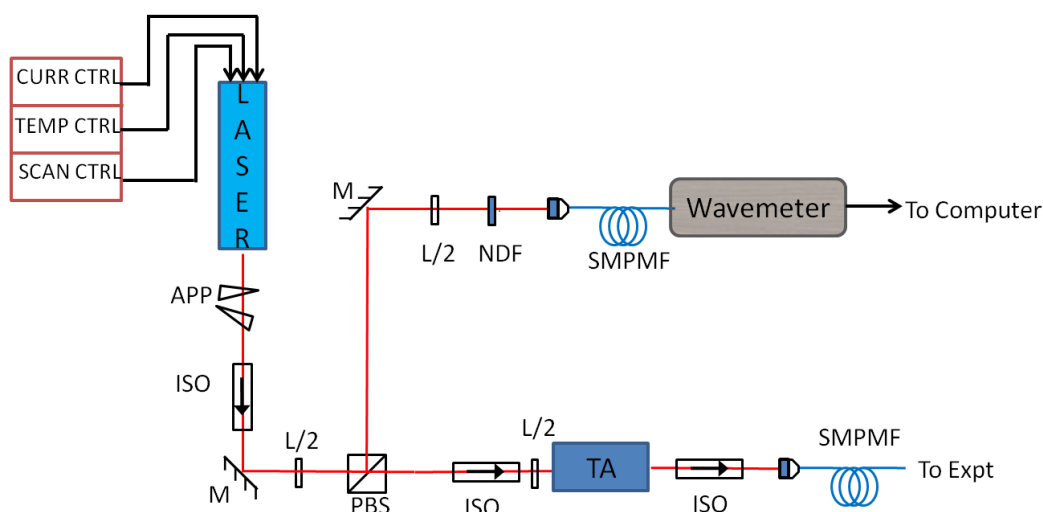 CURR CTRL
TEMP CTRL
SCAN CTRL
L
A
S
E
R
M
L/2
NDF
SMPMF
Wavemeter
To Computer
APP
ISO
L/2
M
PBS
ISO
L/2
TA
ISO
SMPMF
To Expt